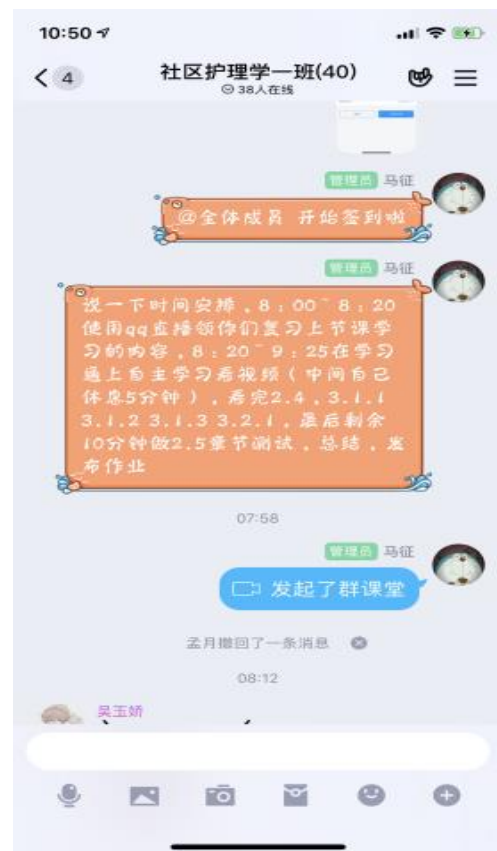 10:50
4
社区护理学一班(40)
38人在线
管理员 马征
@全体成员 开始签到啦
管理员 马征
说一下时间安排，8：00~8：20
使用qq直播领你们复习上节课学
习的内容，8：20~9：25在学习
通上自主学习看视频（中间自己
休息5分钟），看完2.4，3.1.1
3.1.2 3.1.3 3.2.1，最后剩余
10分钟做2.5章节测试，总结，发
布作业
07:58
管理员 马征
发起了群课堂
孟月撤回了一条消息
08:12
吴玉娇